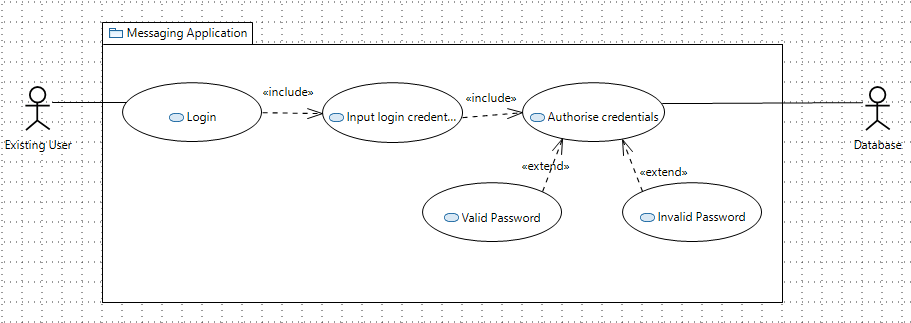 Messaging Application
Existing User
Login
«include»
Input login credent...
«include»
Authorise credentials
Database
«extend»
«extend»
Valid Password
Invalid Password